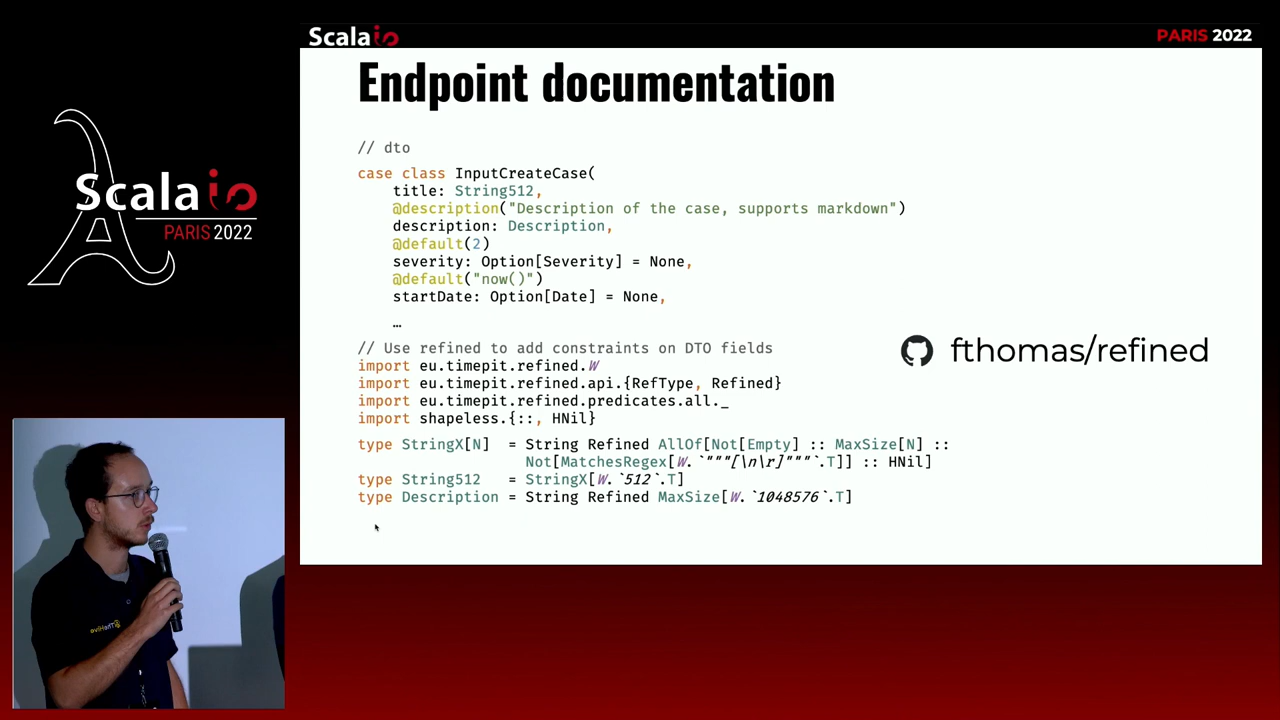 Scalaio
PARIS 2022
Endpoint documentation
// dto
case class InputCreateCase(
title: String512,
@description("Description of the case, supports markdown")
description: Description,
@default(2)
severity: Option[Severity] = None,
@default("now()")
startDate: Option[Date] = None,
…
// Use refined to add constraints on DTO fields
import eu.timepit.refined.W
import eu.timepit.refined.api.{RefType, Refined}
import eu.timepit.refined.predicates.all._
import shapeless.{::, HNil}
type StringX[N] = String Refined AllOf[Not[Empty] :: MaxSize[N] ::
Not[MatchesRegex[W.`"""[\n\r]"""`.T]] :: HNil]
type String512 = StringX[W.`512`.T]
type Description = String Refined MaxSize[W.`1048576`.T]
fthomas/refined
Scalaio
PARIS 2022
TheHive